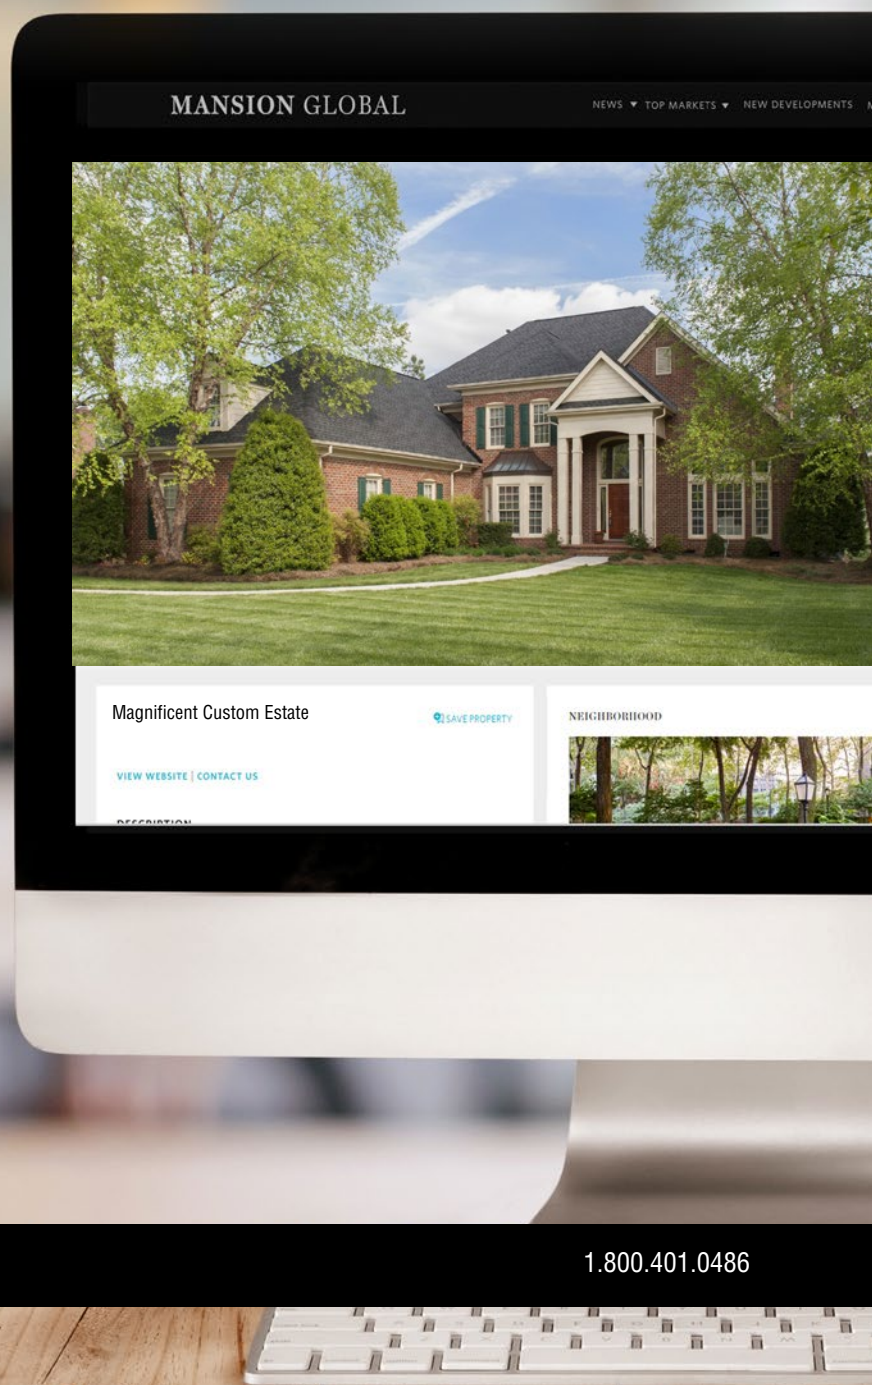 MANSION GLOBAL
NEWS ▼ TOP MARKETS ▼ NEW DEVELOPMENTS
Magnificent Custom Estate
SAVE PROPERTY
NEIGHBORHOOD
VIEW WEBSITE | CONTACT US
DESCRIPTION
1.800.401.0486